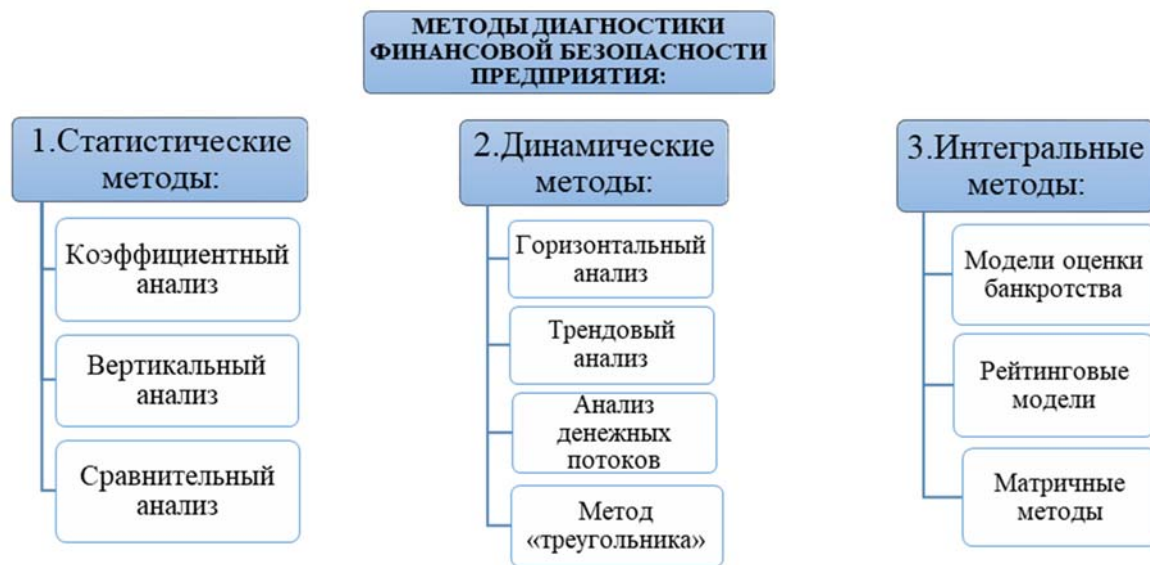 МЕТОДЫ ДИАГНОСТИКИ
ФИНАНСОВОЙ БЕЗОПАСНОСТИ
ПРЕДПРИЯТИЯ:
1.Статистические
методы:
Коэффициентный
анализ
Вертикальный
анализ
Сравнительный
анализ
2.Динамические
методы:
Горизонтальный
анализ
Трендовый
анализ
Анализ
денежных
потоков
Метод
«треугольника»
3.Интегральные
методы:
Модели оценки
банкротства
Рейтинговые
модели
Матричные
методы